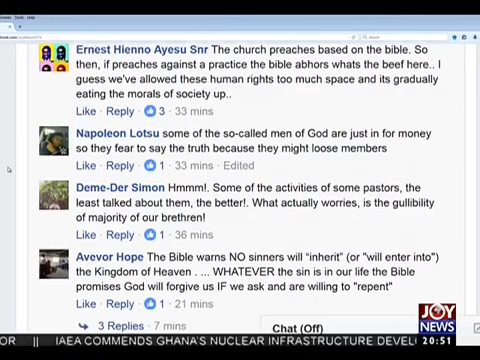 Ernest Hienno Ayesu Snr The church preaches based on the bible. So
then, if preaches against a practice the bible abhors whats the beef here.. I
guess we've allowed these human rights too much space and its gradually
eating the morals of society up..
Like · Reply · 3 · 33 mins
Napoleon Lotsu some of the so-called men of God are just in for money
so they fear to say the truth because they might loose members
Like · Reply · 1 · 33 mins · Edited
Deme-Der Simon Hmmm!. Some of the activities of some pastors, the
least talked about them, the better!. What actually worries, is the gullibility
of majority of our brethren!
Like · Reply · 1 · 36 mins
Avevor Hope The Bible warns NO sinners will “inherit” (or "will enter into")
the Kingdom of Heaven . ... WHATEVER the sin is in our life the Bible
promises God will forgive us IF we ask and are willing to "repent"
Like · Reply · 1 · 21 mins
3 Replies · 7 mins
Chat (Off)
JOY
NEWS
20:51
OR IAEA COMMENDS GHANA'S NUCLEAR INFRASTRUCTURE DEVELO